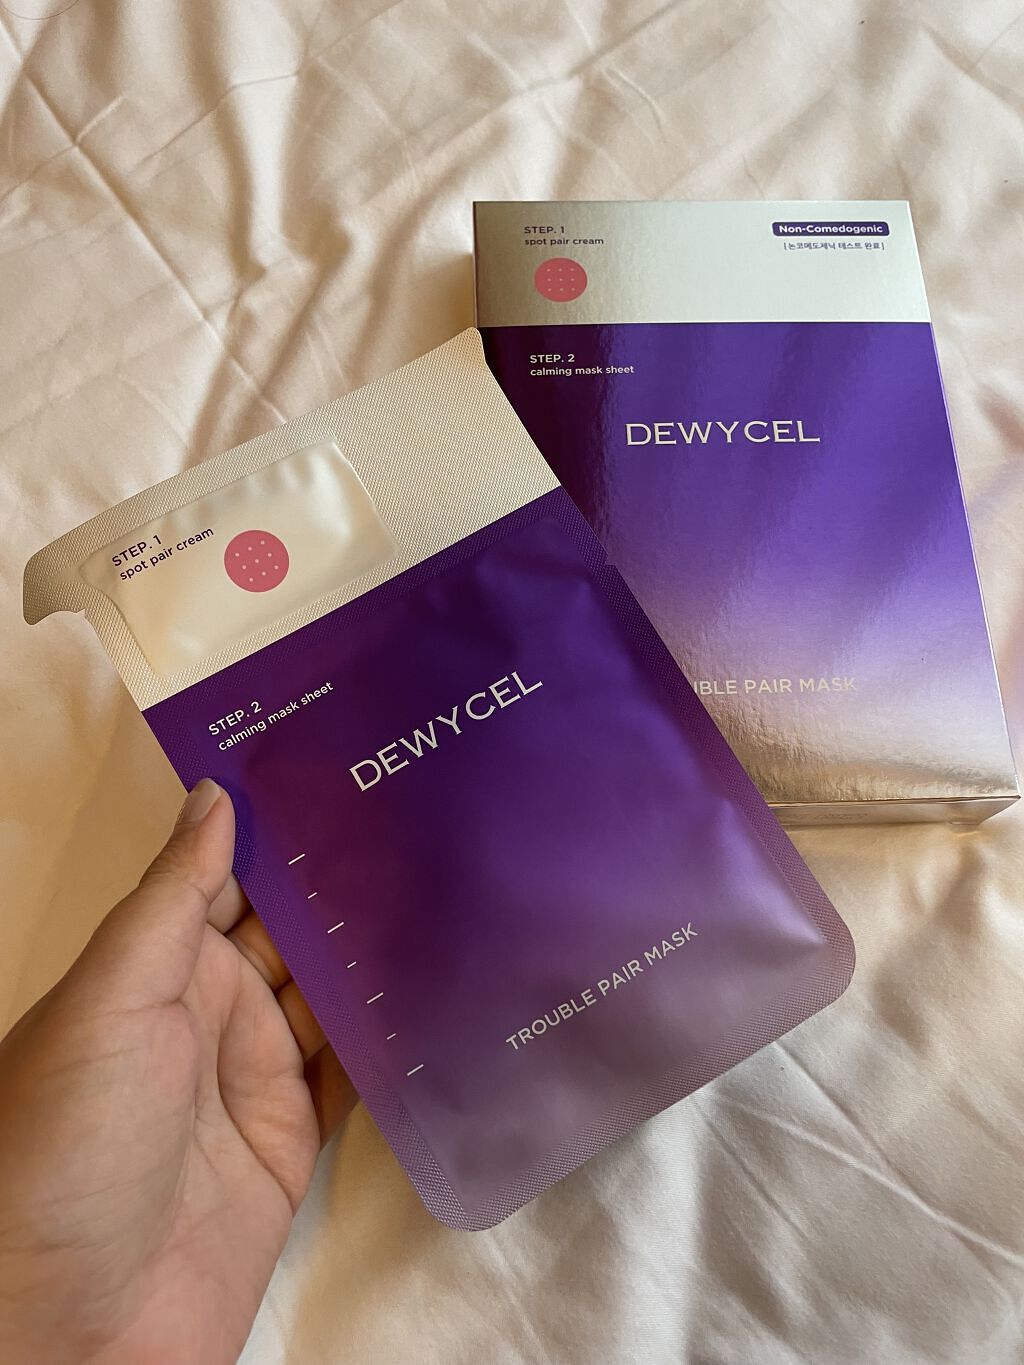 STEP. 1
spot pair cream
Non-Comedogenic
[논코메도제닉 테스트 완료]
STEP. 2
calming mask sheet
DEWYCEL
PAIR MASK
STEP. 1
spot pair cream
STEP. 2
calming mask sheet
DEWYCEL
TROUBLE PAIR MASK